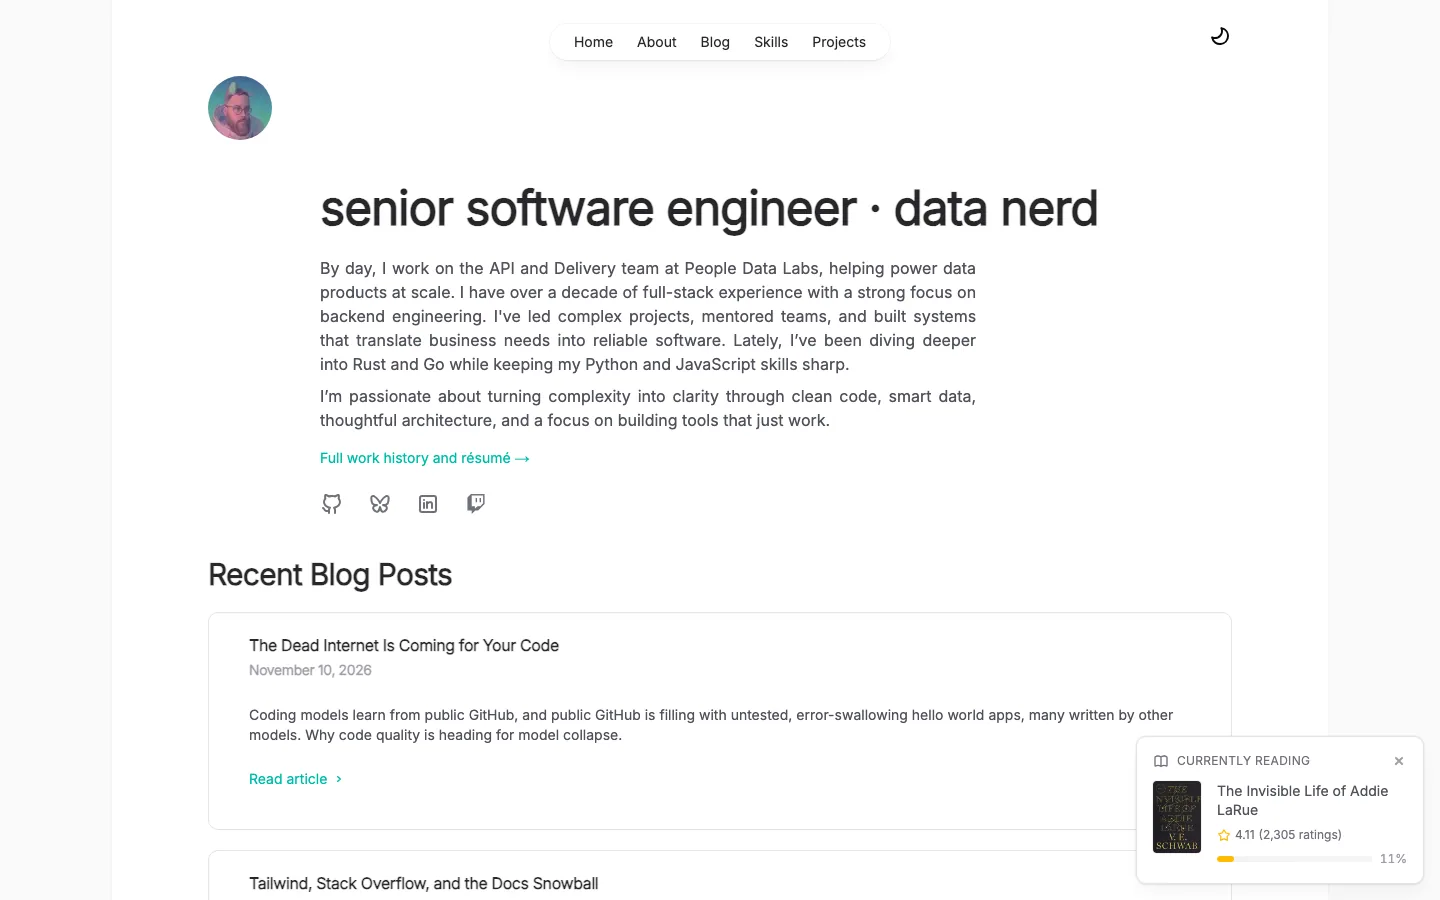 Home About Blog Skills Projects
senior software engineer · data nerd
By day, I work on the API and Delivery team at People Data Labs, helping power data
products at scale. I have over a decade of full-stack experience with a strong focus on
backend engineering. I've led complex projects, mentored teams, and built systems
that translate business needs into reliable software. Lately, I’ve been diving deeper
into Rust and Go while keeping my Python and JavaScript skills sharp.
I’m passionate about turning complexity into clarity through clean code, smart data,
thoughtful architecture, and a focus on building tools that just work.
Full work history and résumé →
Recent Blog Posts
The Dead Internet Is Coming for Your Code
November 10, 2026
Coding models learn from public GitHub, and public GitHub is filling with untested, error-swallowing hello world apps, many written by other
models. Why code quality is heading for model collapse.
Read article ›
Tailwind, Stack Overflow, and the Docs Snowball
CURRENTLY READING ×
THE
INVISIBLE
LIFE OF
ADDIE
LARUE
V. E.
SCHWAB
The Invisible Life of Addie
LaRue
4.11 (2,305 ratings)
11%